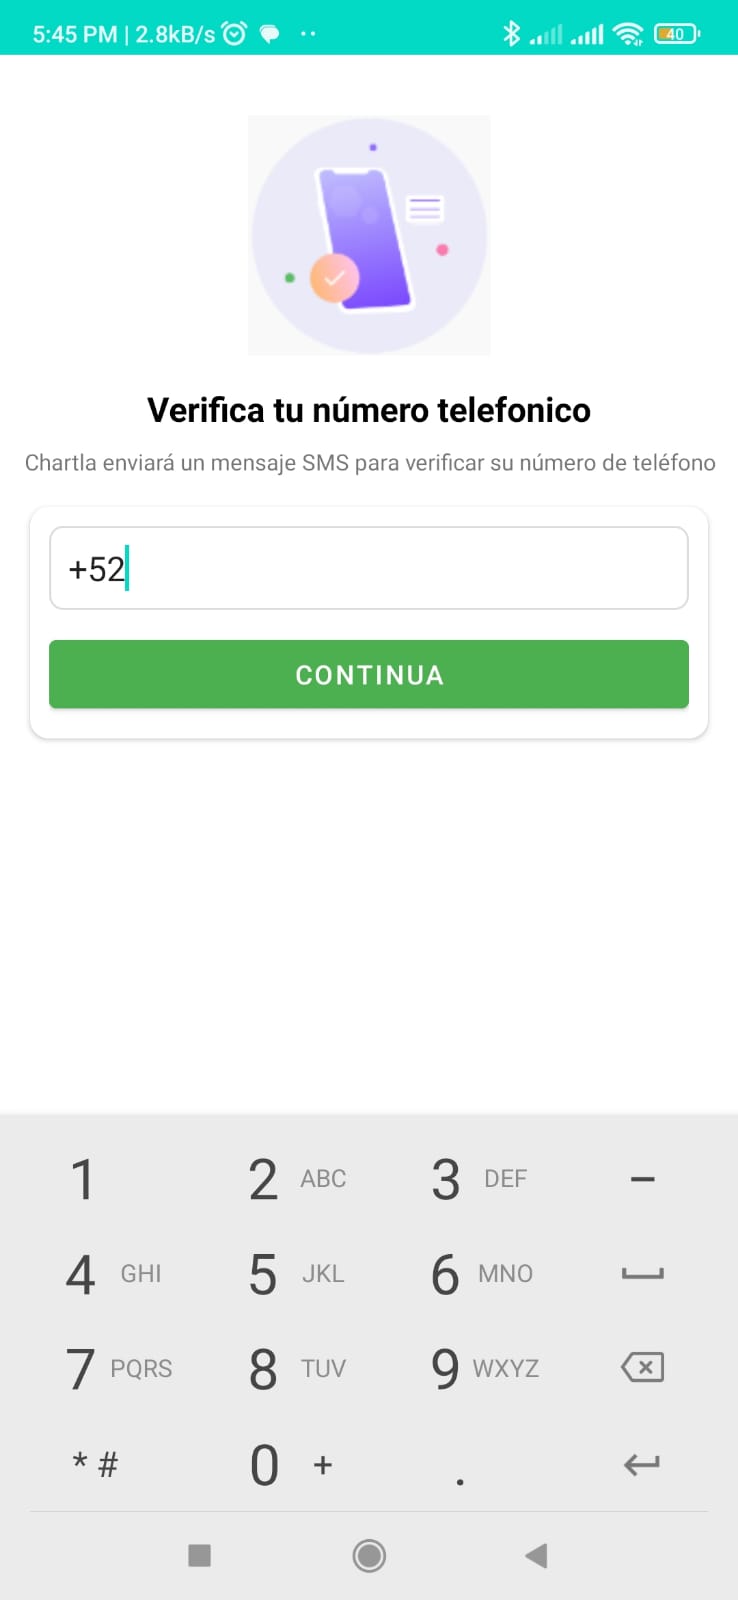 5:45 PM | 2.8kB/s
40
Verifica tu número telefonico
Chartla enviará un mensaje SMS para verificar su número de teléfono
+52
CONTINUA
1 2 ABC 3 DEF –
4 GHI 5 JKL 6 MNO
7 PQRS 8 TUV 9 WXYZ
* # 0 + .